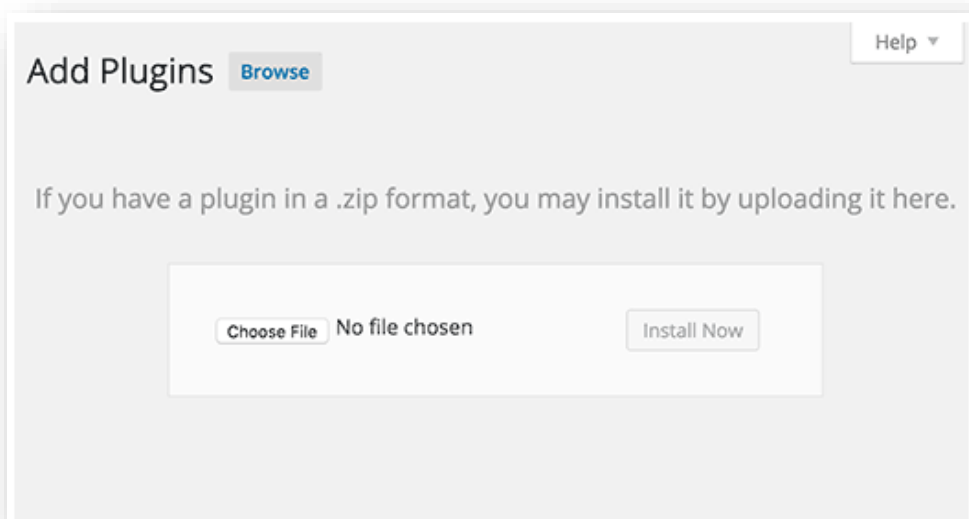 Help
Add Plugins Browse
If you have a plugin in a .zip format, you may install it by uploading it here.
Choose File No file chosen Install Now